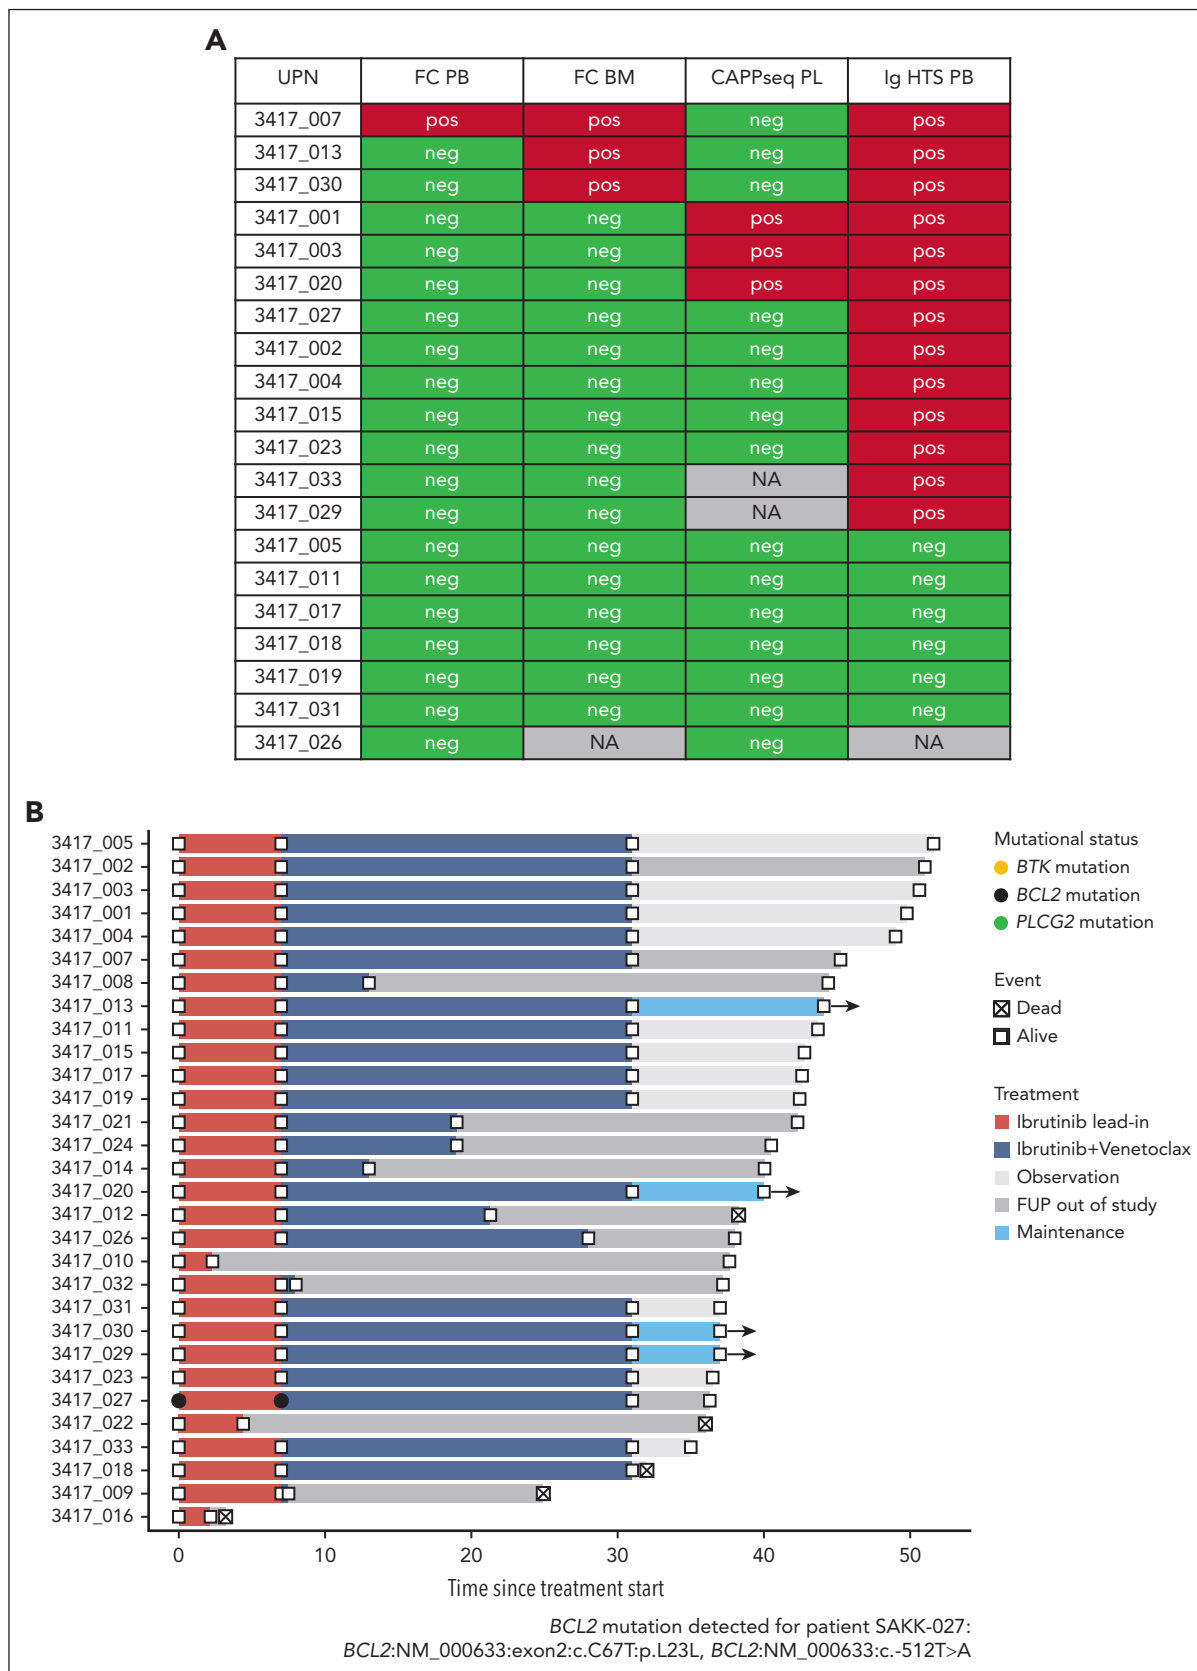 A
UPN FC PB FC BM CAPPseq PL Ig HTS PB
3417_007 pos pos neg pos
3417_013 neg pos neg pos
3417_030 neg pos neg pos
3417_001 neg neg pos pos
3417_003 neg neg pos pos
3417_020 neg neg pos pos
3417_027 neg neg neg pos
3417_002 neg neg neg pos
3417_004 neg neg neg pos
3417_015 neg neg neg pos
3417_023 neg neg neg pos
3417_033 neg neg NA pos
3417_029 neg neg NA pos
3417_005 neg neg neg neg
3417_011 neg neg neg neg
3417_017 neg neg neg neg
3417_018 neg neg neg neg
3417_019 neg neg neg neg
3417_031 neg neg neg neg
3417_026 neg NA neg NA
B
3417_005
3417_002
3417_003
3417_001
3417_004
3417_007
3417_008
3417_013
3417_011
3417_015
3417_017
3417_019
3417_021
3417_024
3417_014
3417_020
3417_012
3417_026
3417_010
3417_032
3417_031
3417_030
3417_029
3417_023
3417_027
3417_022
3417_033
3417_018
3417_009
3417_016
0 10 20 30 40 50
Time since treatment start
Mutational status
BTK mutation
BCL2 mutation
PLCG2 mutation
Event
Dead
Alive
Treatment
Ibrutinib lead-in
Ibrutinib+Venetoclax
Observation
FUP out of study
Maintenance
BCL2 mutation detected for patient SAKK-027:
BCL2:NM_000633:exon2:c.C67T:p.L23L, BCL2:NM_000633:c.-512T>A